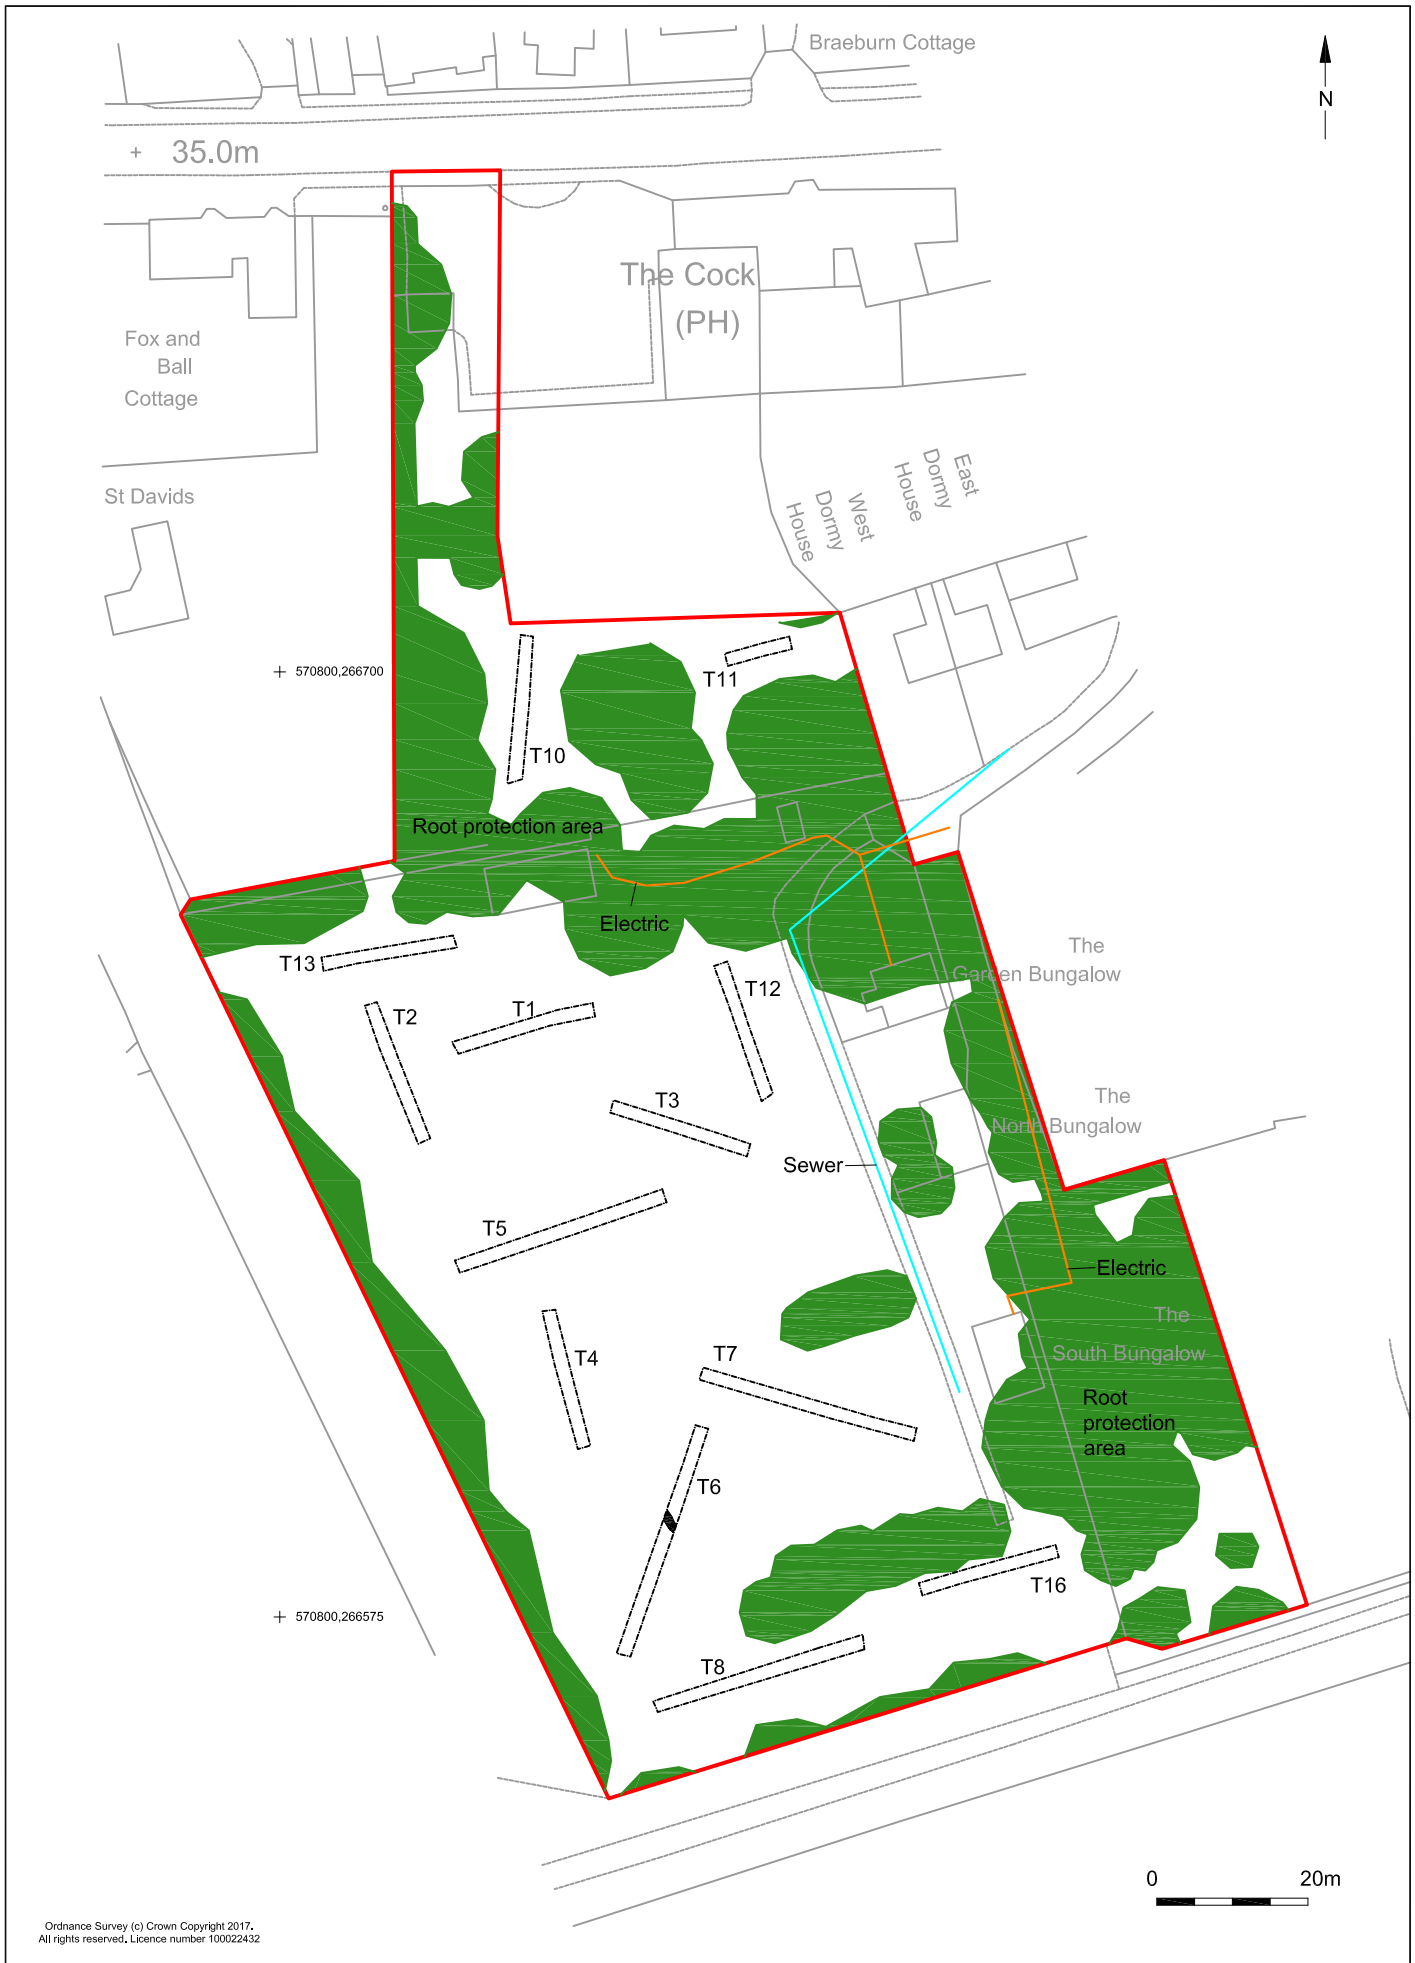 Braeburn Cottage
N
+ 35.0m
The Cock
(PH)
Fox and
Ball
Cottage
St Davids
East
Dormy
House
West
Dormy
House
570800,266700
T11
T10
Root protection area
Electric
T13
T12
T2
T1
The
Garden Bungalow
T3
The
North Bungalow
Sewer
T5
Electric
The
South Bungalow
T4
T7
Root
protection
area
T6
T16
570800,266575
T8
0 20m
Ordnance Survey (c) Crown Copyright 2017.
All rights reserved. Licence number 100022432